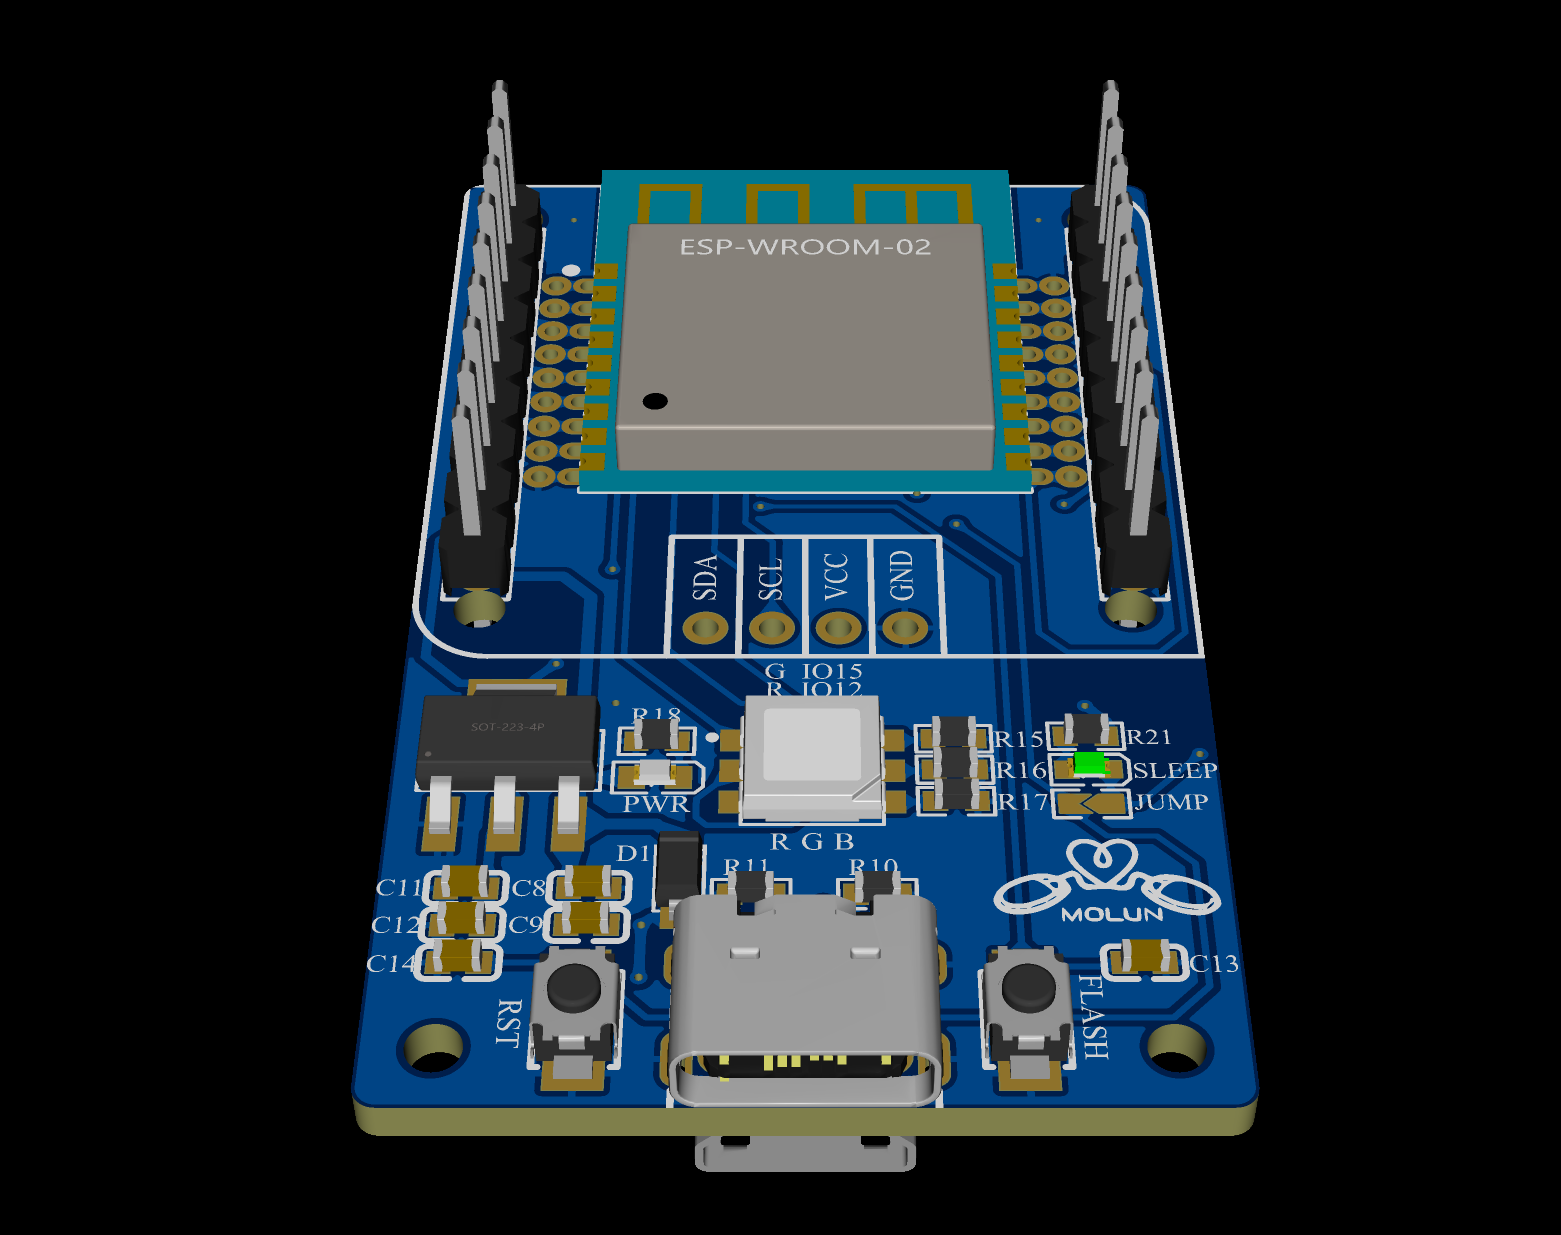 ESP-WROOM-02
SDA
SCL
VCC
GND
G IO15
R IO12
SOT-223-4P
R18
PWR
R15
R16
R17
R21
SLEEP
JUMP
R G B
D1
R11
R10
C11
C8
C12
C9
C14
MOLUN
C13
RST
FLASH